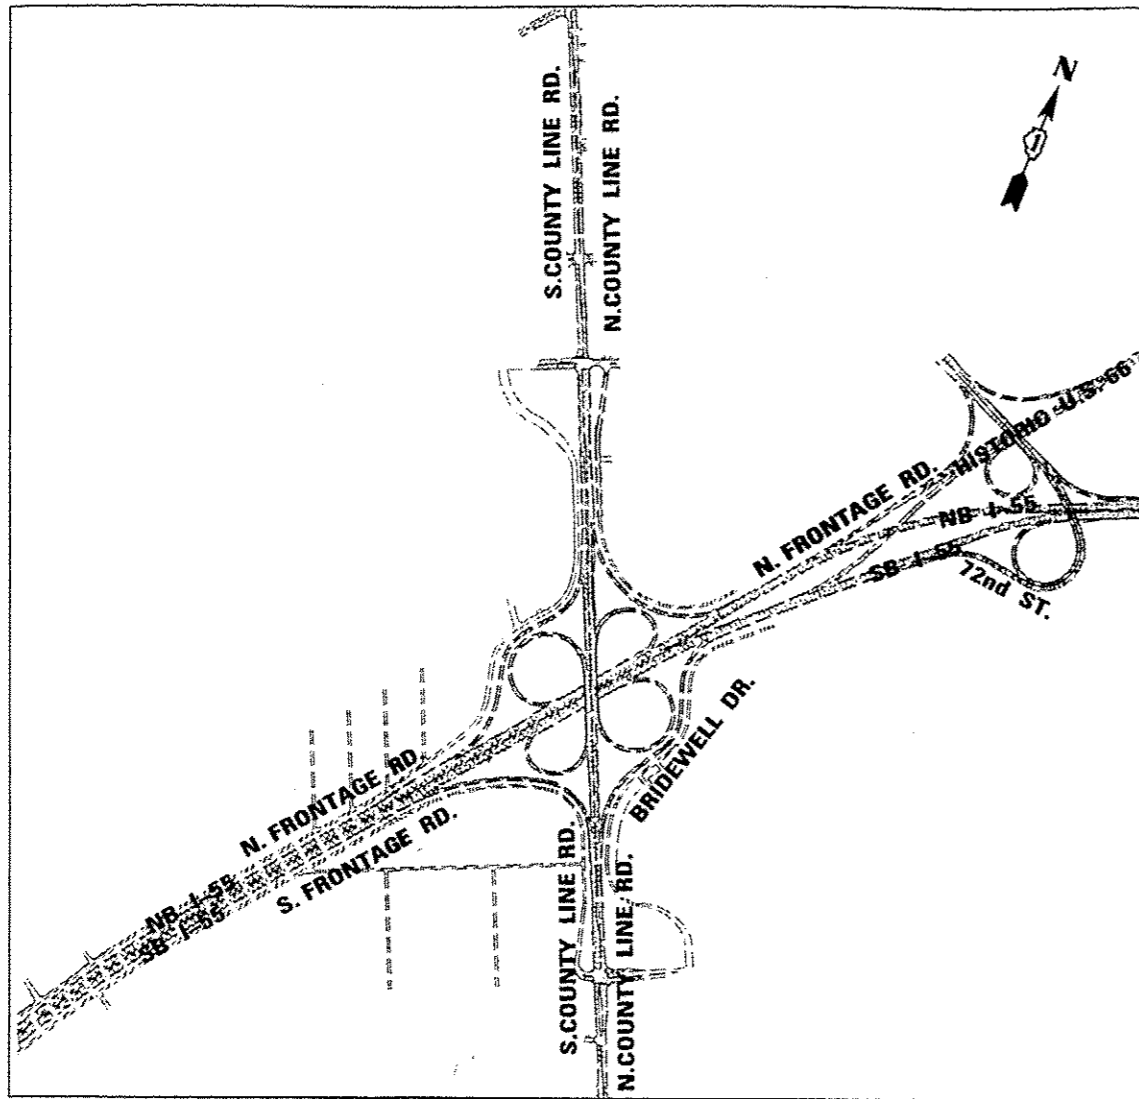 N
1
S.COUNTY LINE RD.
N.COUNTY LINE RD.
HISTORIC U.S 66
N. FRONTAGE RD.
NB I-55
SB I 55
72nd ST.
BRIDEWELL DR.
N. FRONTAGE RD.
S. FRONTAGE RD.
NB I-55
SB I 55
S.COUNTY LINE RD.
N.COUNTY LINE RD.